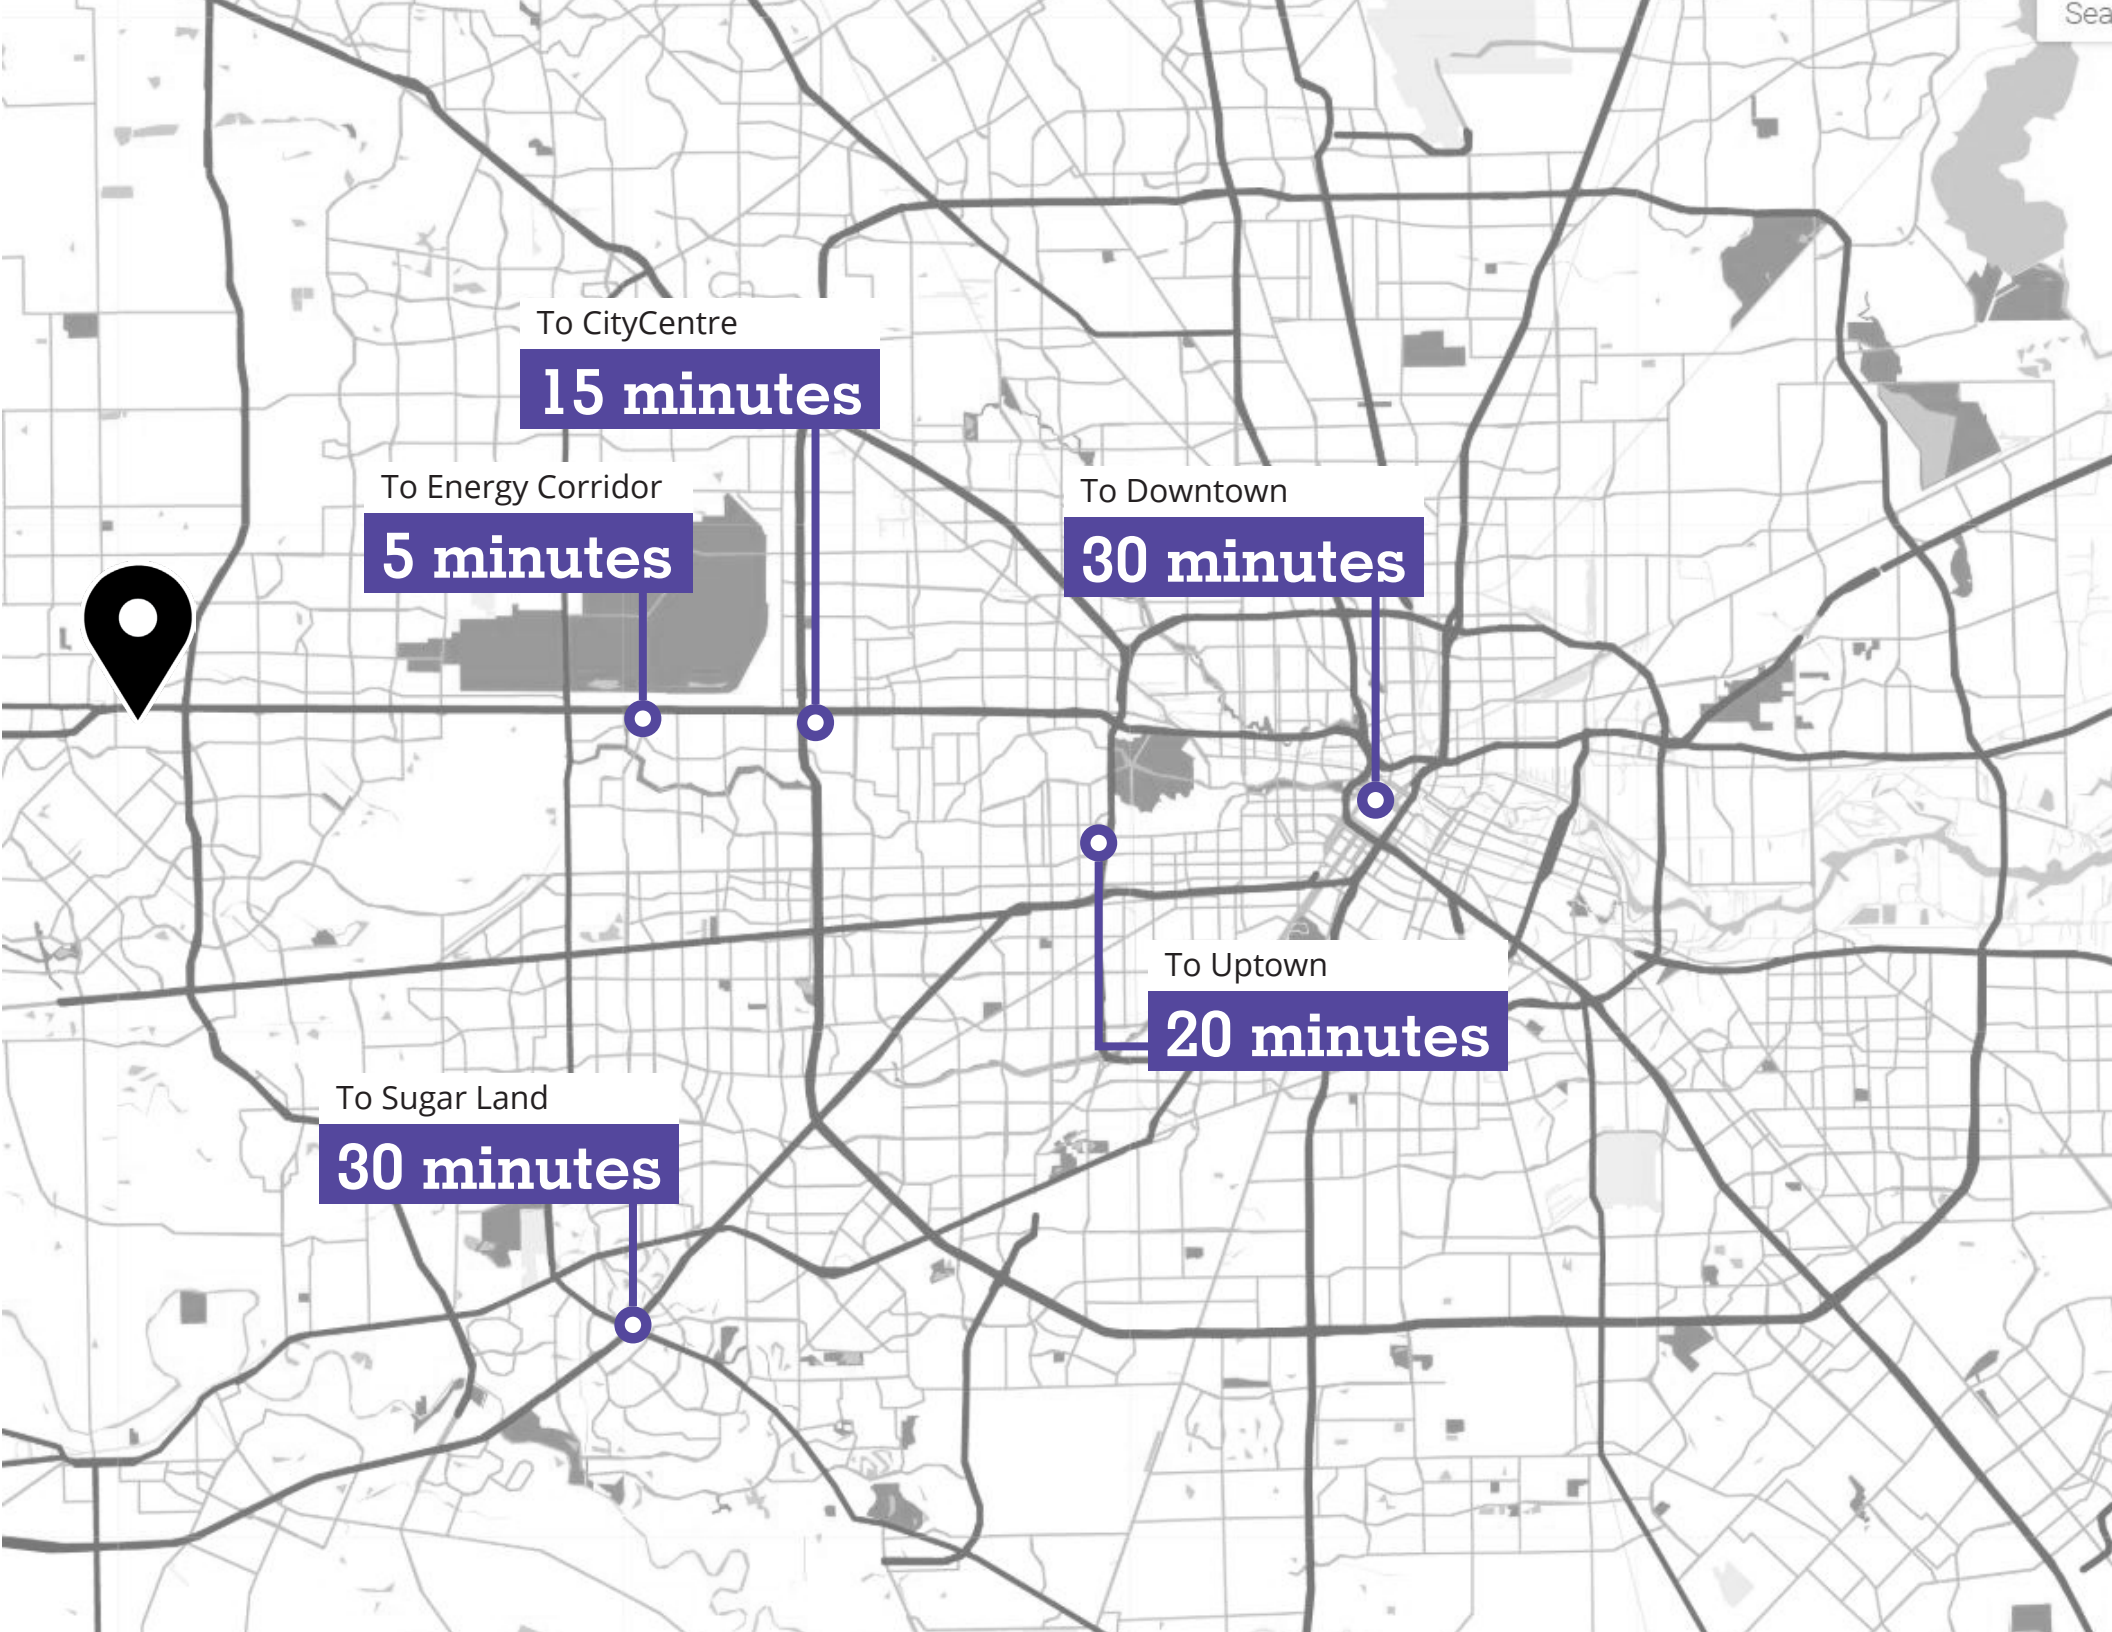 Sea
To CityCentre
15 minutes
To Energy Corridor
5 minutes
To Downtown
30 minutes
To Uptown
20 minutes
To Sugar Land
30 minutes